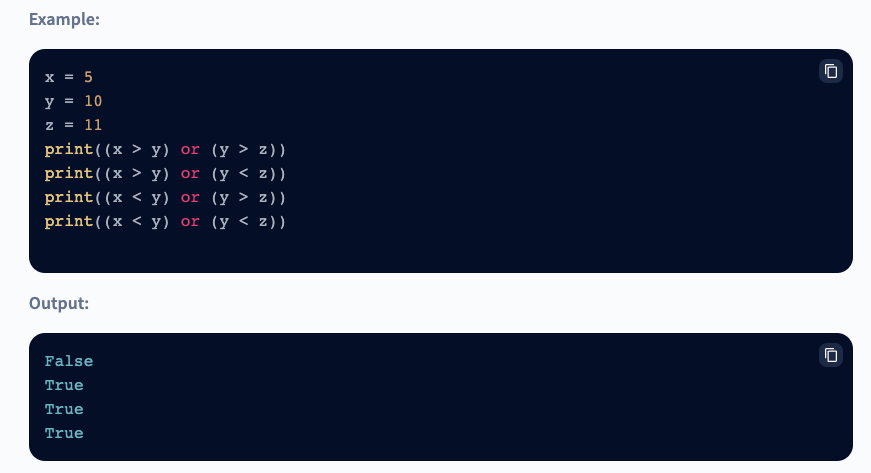 Example:
x = 5
y = 10
z = 11
print((x > y) or (y > z))
print((x > y) or (y < z))
print((x < y) or (y > z))
print((x < y) or (y < z))
Output:
False
True
True
True